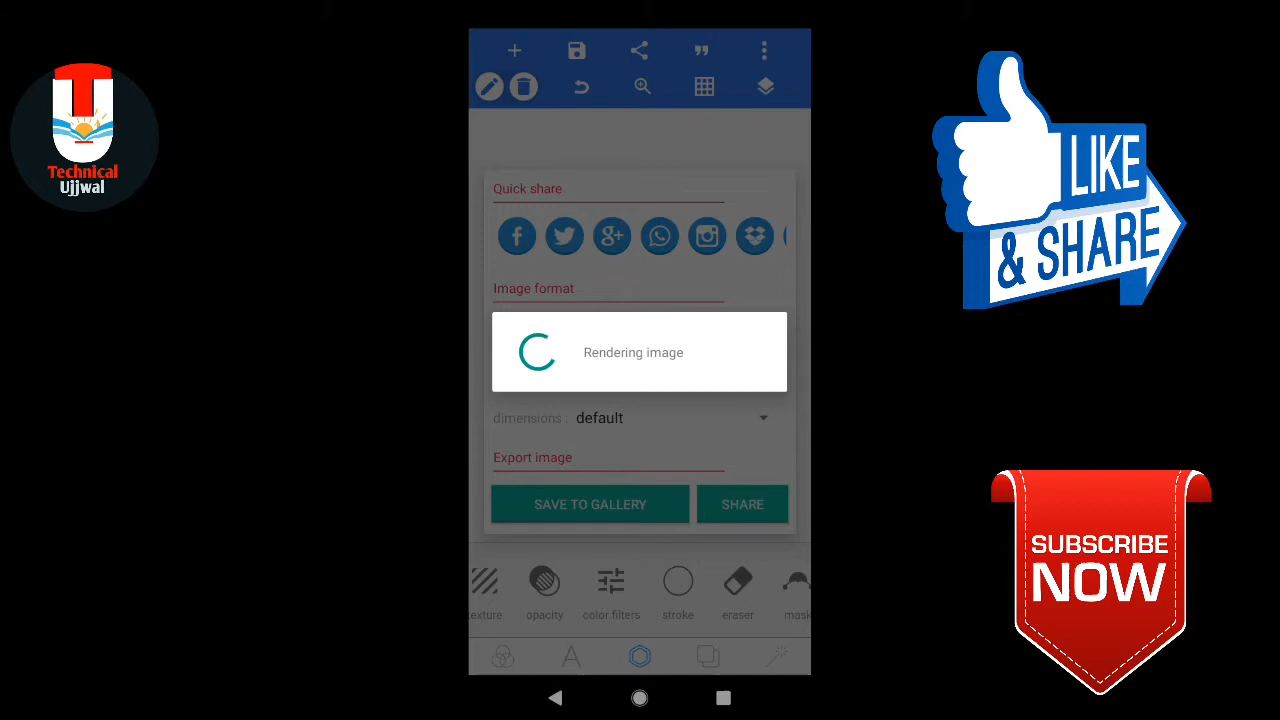 Technical
Ujjwal
Quick share
Image format
Rendering image
dimensions : default
Export image
SAVE TO GALLERY
SHARE
exture
opacity
color filters
stroke
eraser
mask
LIKE
& SHARE
SUBSCRIBE
NOW